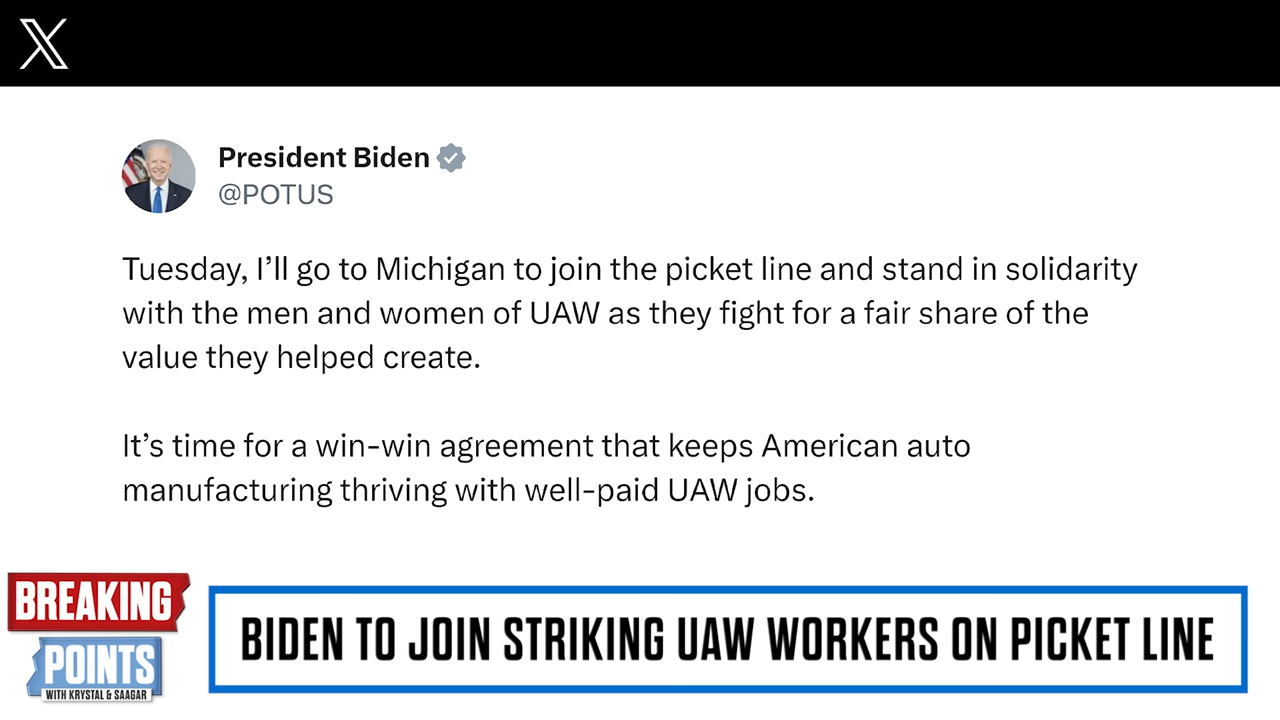 President Biden
@POTUS
Tuesday, I’ll go to Michigan to join the picket line and stand in solidarity
with the men and women of UAW as they fight for a fair share of the
value they helped create.
It’s time for a win-win agreement that keeps American auto
manufacturing thriving with well-paid UAW jobs.
BREAKING
POINTS
WITH KRYSTAL & SAAGAR
BIDEN TO JOIN STRIKING UAW WORKERS ON PICKET LINE